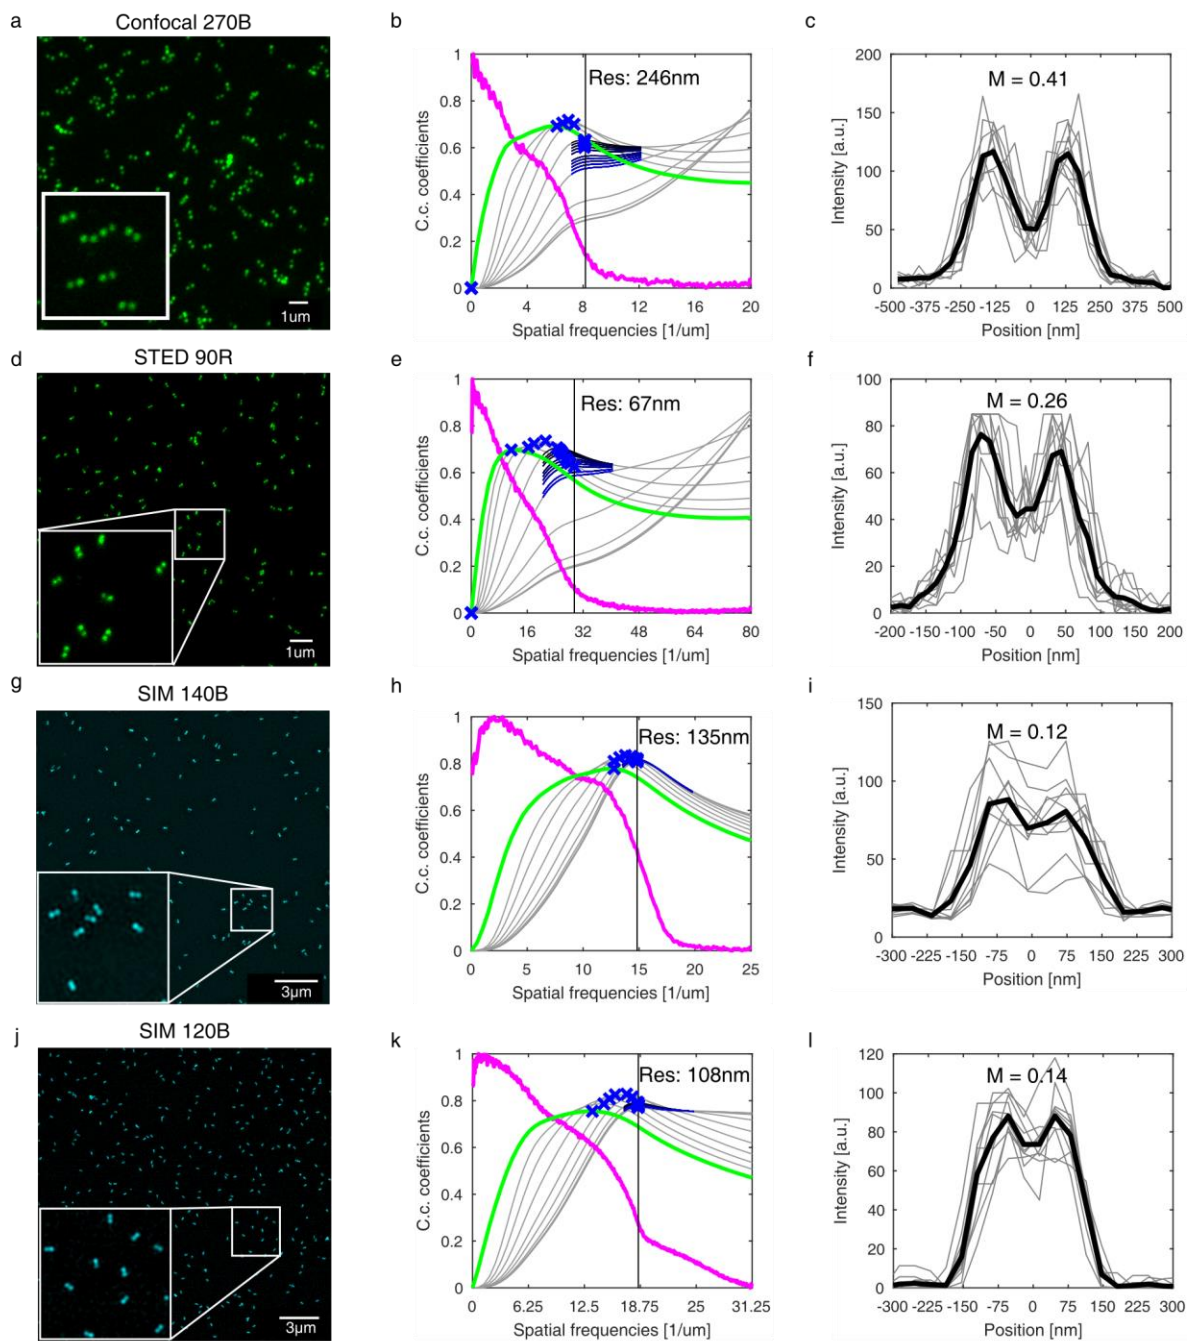 a
Confocal 270B
1um
b
Res: 246nm
C.c. coefficients
1
0.8
0.6
0.4
0.2
0
0 4 8 12 16 20
Spatial frequencies [1/um]
c
M = 0.41
Intensity [a.u.]
200
150
100
50
0
-500 -375 -250 -125 0 125 250 375 500
Position [nm]
d
STED 90R
1um
e
Res: 67nm
C.c. coefficients
1
0.8
0.6
0.4
0.2
0
0 16 32 48 64 80
Spatial frequencies [1/um]
f
M = 0.26
Intensity [a.u.]
100
80
60
40
20
0
-200 -150 -100 -50 0 50 100 150 200
Position [nm]
g
SIM 140B
3µm
h
Res: 135nm
C.c. coefficients
1
0.8
0.6
0.4
0.2
0
0 5 10 15 20 25
Spatial frequencies [1/um]
i
M = 0.12
Intensity [a.u.]
150
100
50
0
-300 -225 -150 -75 0 75 150 225 300
Position [nm]
j
SIM 120B
3µm
k
Res: 108nm
C.c. coefficients
1
0.8
0.6
0.4
0.2
0
0 6.25 12.5 18.75 25 31.25
Spatial frequencies [1/um]
l
M = 0.14
Intensity [a.u.]
120
100
80
60
40
20
0
-300 -225 -150 -75 0 75 150 225 300
Position [nm]